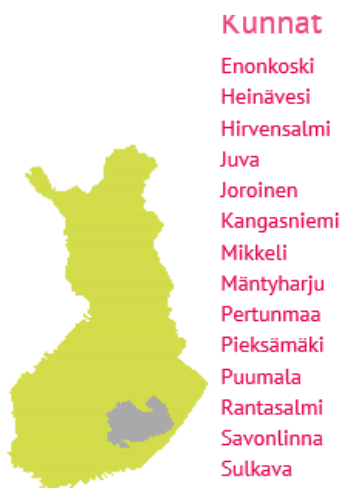 Kunnat
Enonkoski
Heinävesi
Hirvensalmi
Juva
Joroinen
Kangasniemi
Mikkeli
Mäntyharju
Pertunmaa
Pieksämäki
Puumala
Rantasalmi
Savonlinna
Sulkava